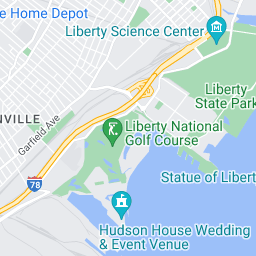 e Home Depot
Liberty Science Center
Liberty
State Park
NVILLE
Garfield Ave
Liberty National
Golf Course
Statue of Libert
78
Hudson House Wedding
& Event Venue